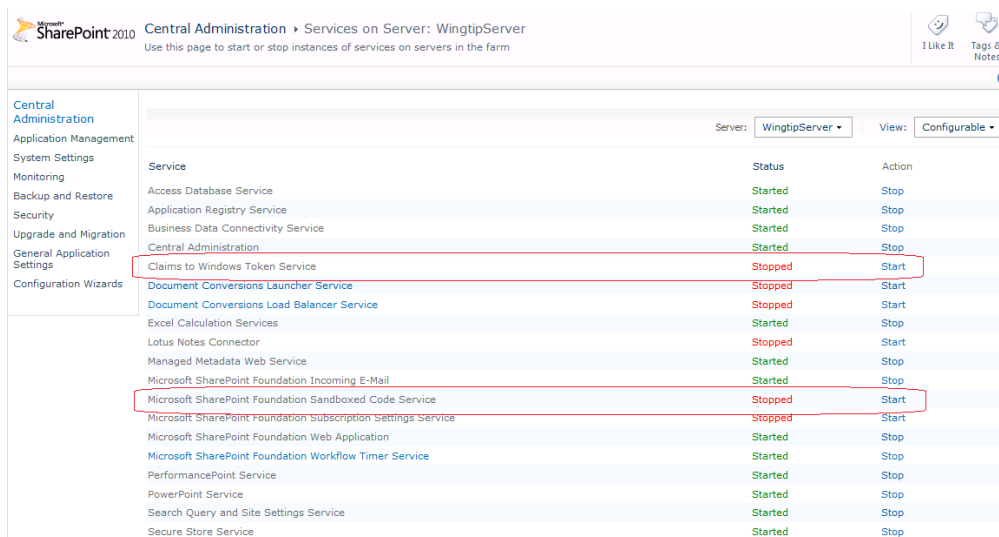 Microsoft®
SharePoint® 2010 Central Administration ▸ Services on Server: WingtipServer
Use this page to start or stop instances of services on servers in the farm
I Like It Tags & Notes
Central Administration
Application Management
System Settings
Monitoring
Backup and Restore
Security
Upgrade and Migration
General Application Settings
Configuration Wizards
Server: WingtipServer View: Configurable
Service Status Action
Access Database Service Started Stop
Application Registry Service Started Stop
Business Data Connectivity Service Started Stop
Central Administration Started Stop
Claims to Windows Token Service Stopped Start
Document Conversions Launcher Service Stopped Start
Document Conversions Load Balancer Service Stopped Start
Excel Calculation Services Started Stop
Lotus Notes Connector Stopped Start
Managed Metadata Web Service Started Stop
Microsoft SharePoint Foundation Incoming E-Mail Started Stop
Microsoft SharePoint Foundation Sandboxed Code Service Stopped Start
Microsoft SharePoint Foundation Subscription Settings Service Stopped Start
Microsoft SharePoint Foundation Web Application Started Stop
Microsoft SharePoint Foundation Workflow Timer Service Started Stop
PerformancePoint Service Started Stop
PowerPoint Service Started Stop
Search Query and Site Settings Service Started Stop
Secure Store Service Started Stop